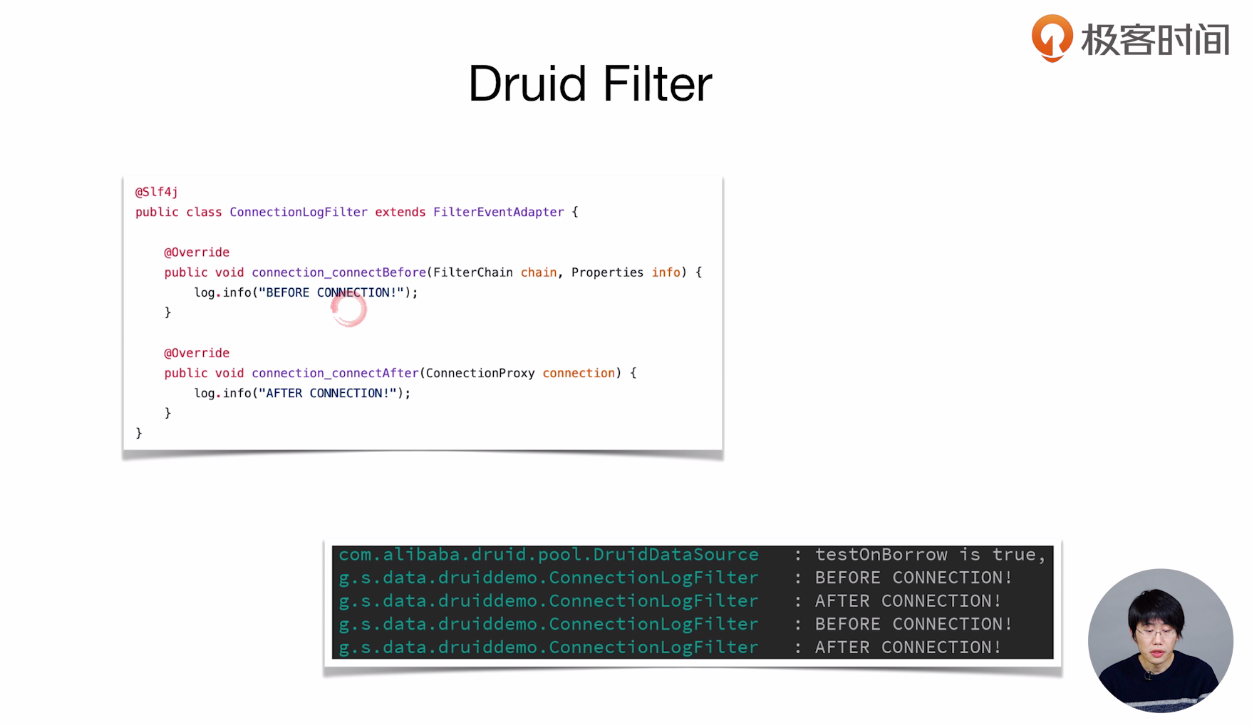 极客时间
Druid Filter
@Slf4j
public class ConnectionLogFilter extends FilterEventAdapter {
@Override
public void connection_connectBefore(FilterChain chain, Properties info) {
log.info("BEFORE CONNECTION!");
}
@Override
public void connection_connectAfter(ConnectionProxy connection) {
log.info("AFTER CONNECTION!");
}
}
com.alibaba.druid.pool.DruidDataSource : testOnBorrow is true,
g.s.data.druiddemo.ConnectionLogFilter : BEFORE CONNECTION!
g.s.data.druiddemo.ConnectionLogFilter : AFTER CONNECTION!
g.s.data.druiddemo.ConnectionLogFilter : BEFORE CONNECTION!
g.s.data.druiddemo.ConnectionLogFilter : AFTER CONNECTION!